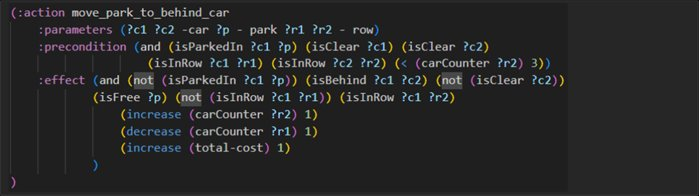 (:action move_park_to_behind_car
:parameters (?c1 ?c2 -car ?p - park ?r1 ?r2 - row)
:precondition (and (isParkedIn ?c1 ?p) (isClear ?c1) (isClear ?c2)
(isInRow ?c1 ?r1) (isInRow ?c2 ?r2) (< (carCounter ?r2) 3))
:effect (and (not (isParkedIn ?c1 ?p)) (isBehind ?c1 ?c2) (not (isClear ?c2))
(isFree ?p) (not (isInRow ?c1 ?r1)) (isInRow ?c1 ?r2)
(increase (carCounter ?r2) 1)
(decrease (carCounter ?r1) 1)
(increase (total-cost) 1)
)
)